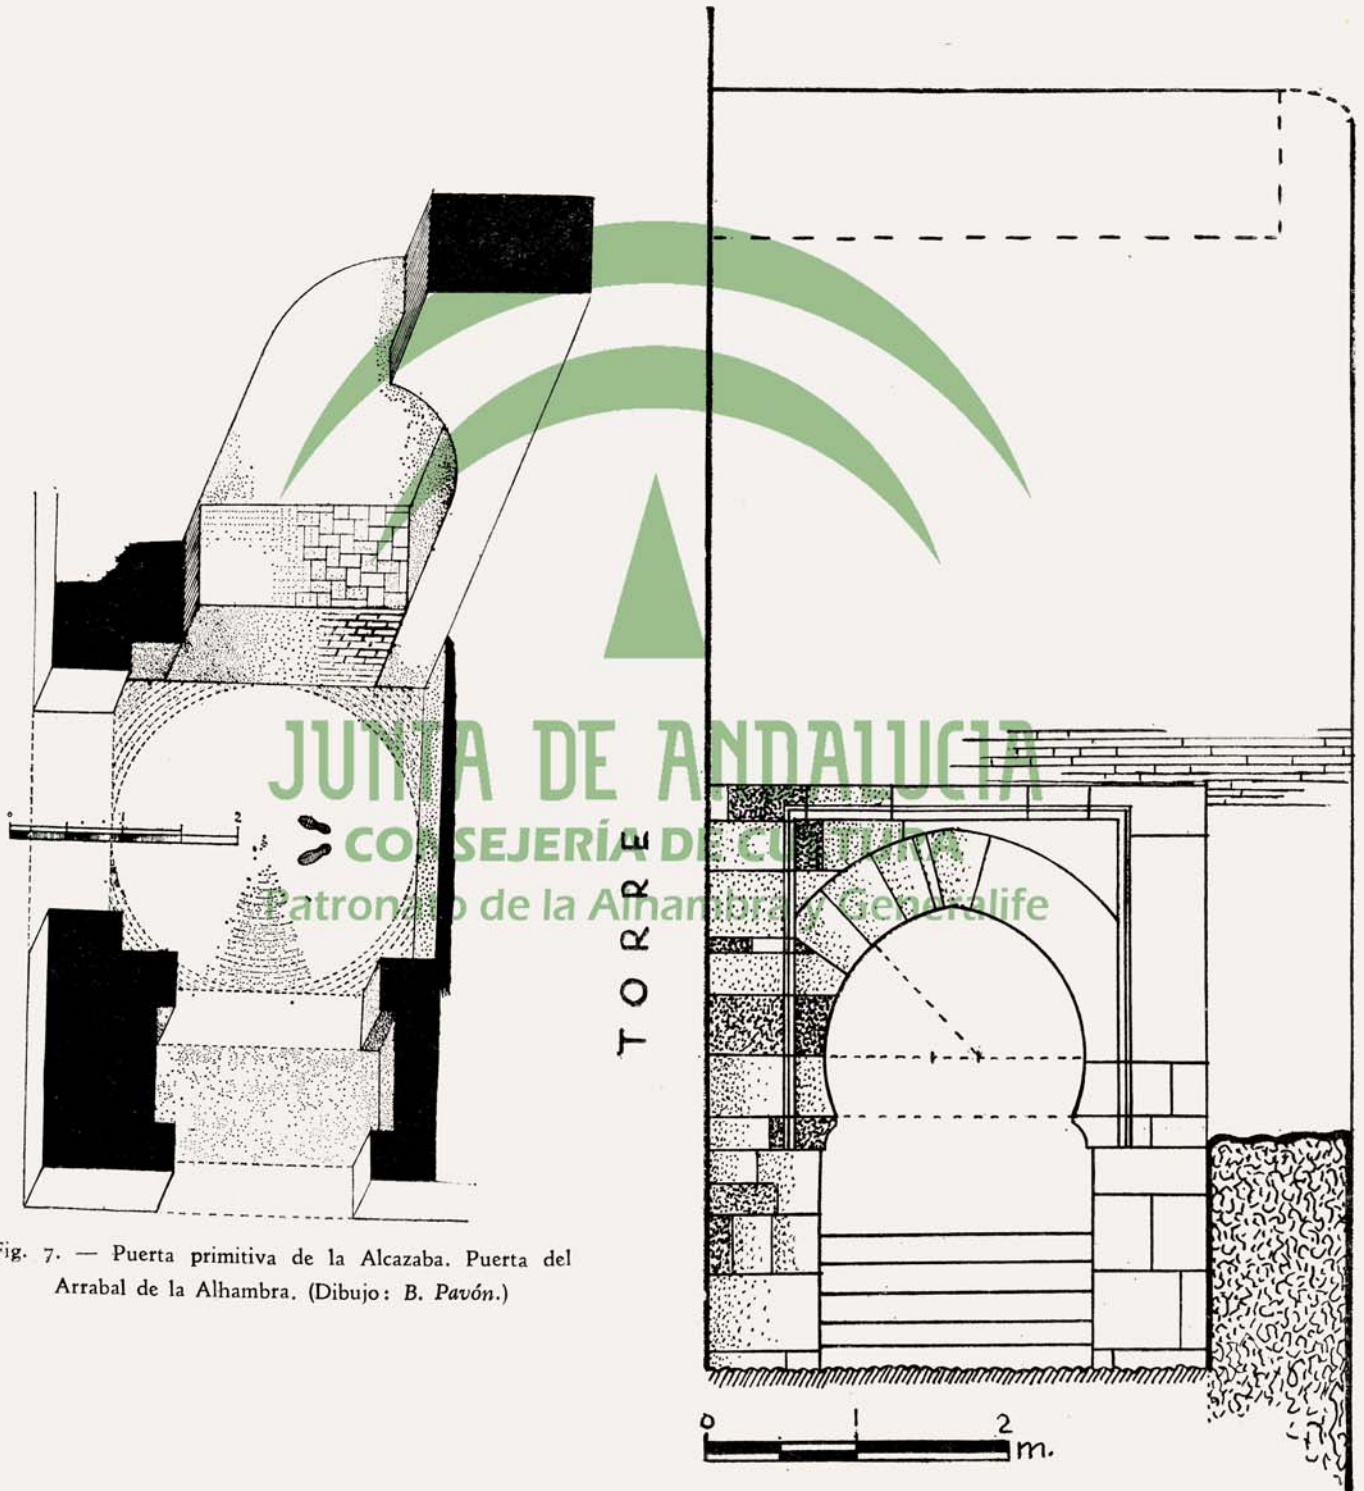 0 2
TORRE
JUNTA DE ANDALUCIA
CONSEJERÍA DE CULTURA
Patronato de la Alhambra y Generalife
Fig. 7. — Puerta primitiva de la Alcazaba. Puerta del
Arrabal de la Alhambra. (Dibujo: B. Pavón.)
0 1 2 m.